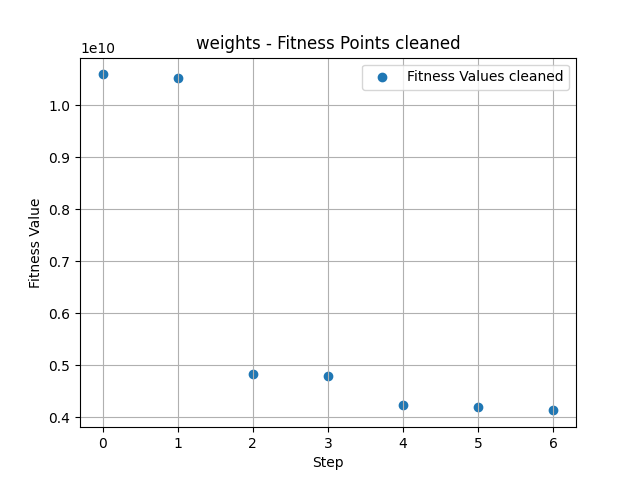 weights - Fitness Points cleaned
1e10
Fitness Values cleaned
1.0
0.9
0.8
0.7
0.6
0.5
0.4
Fitness Value
0 1 2 3 4 5 6
Step